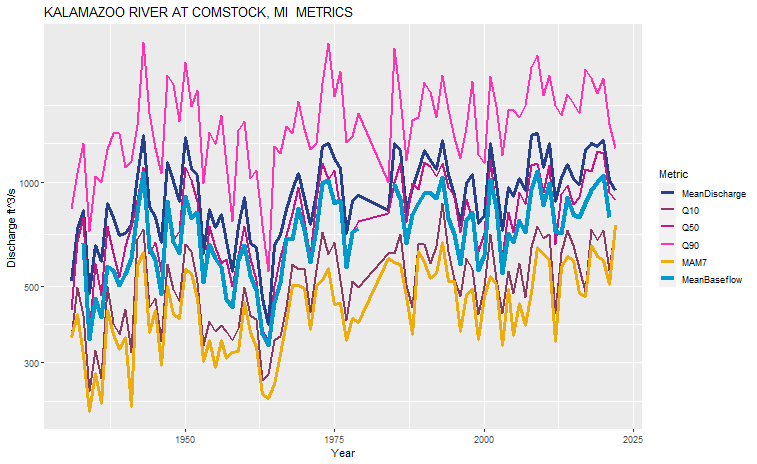 KALAMAZOO RIVER AT COMSTOCK, MI  METRICS
Discharge ft^3/s
1000
500
300
1950
1975
2000
2025
Year
Metric
MeanDischarge
Q10
Q50
Q90
MAM7
MeanBaseflow